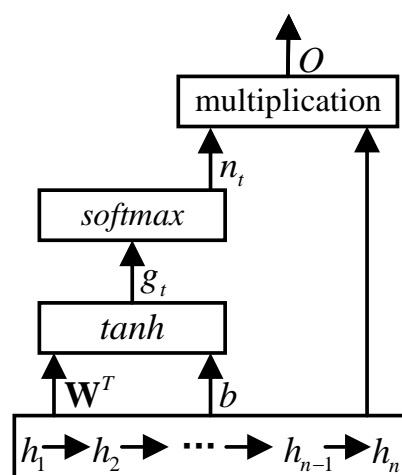 O
multiplication
n_t
softmax
g_t
tanh
W^T b
h_1 h_2 ... h_{n-1} h_n